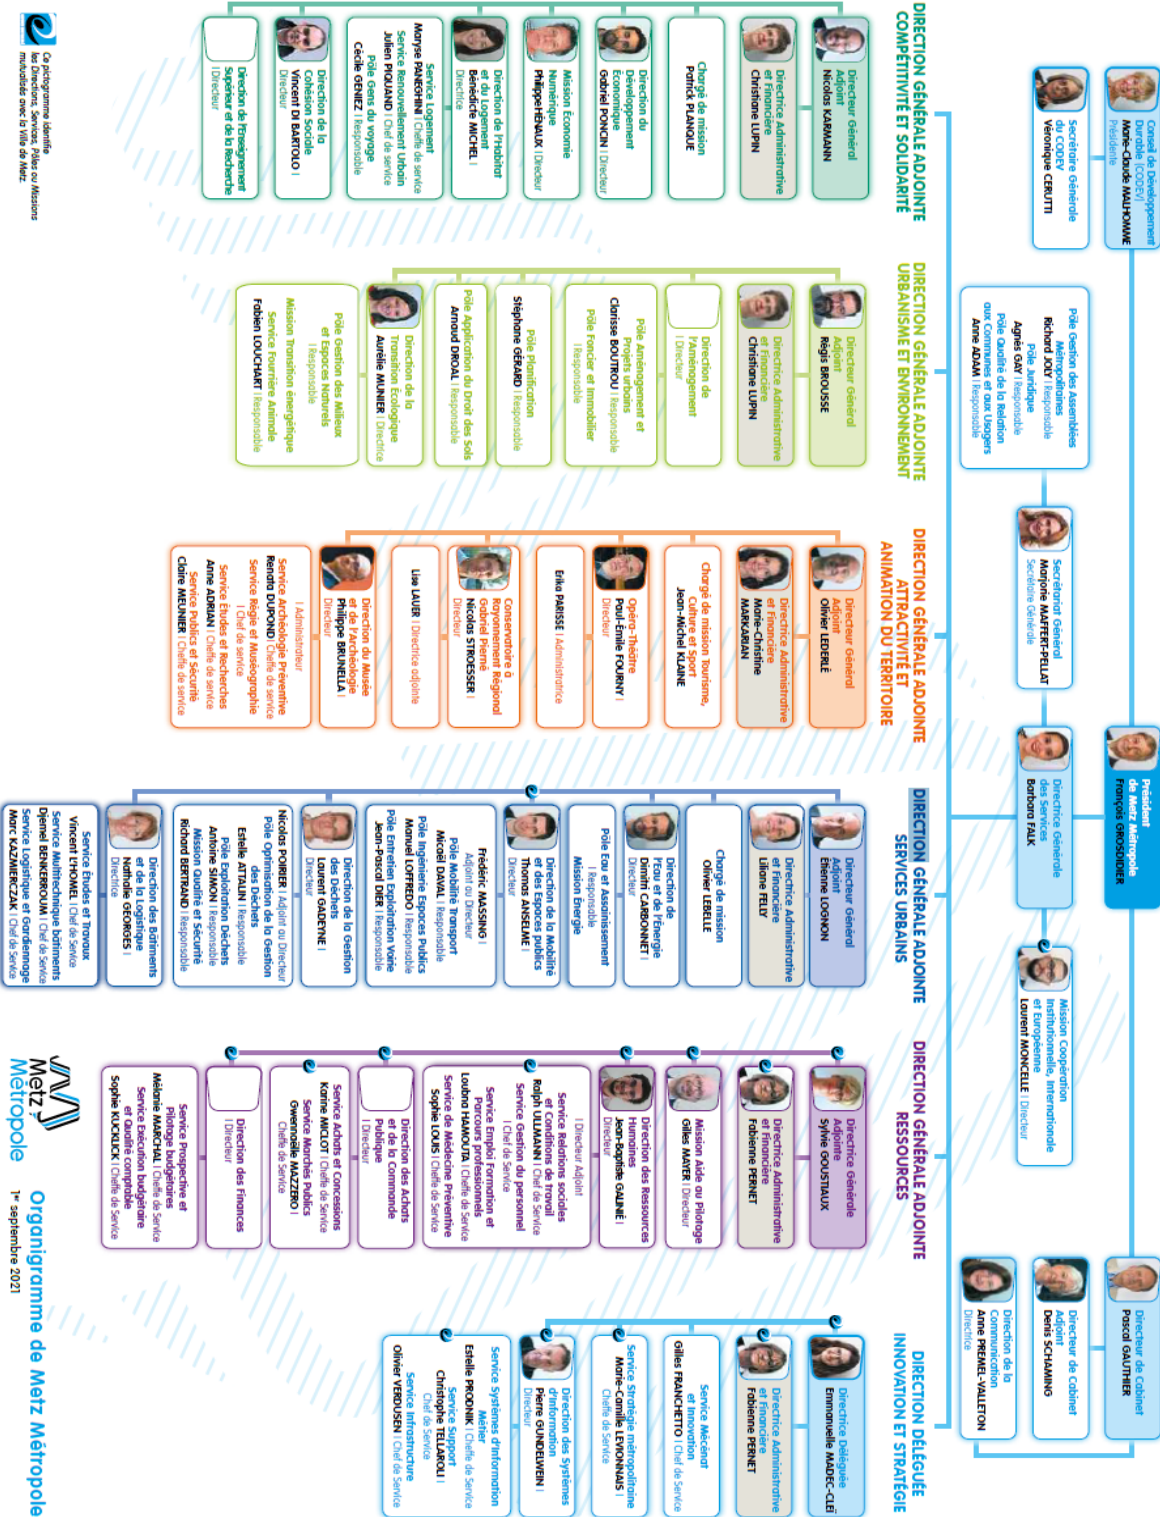 Organigramme de Metz Métropole
1er septembre 2021
Metz
Métropole
Conseil de Développement
Durable (CODEV)
Marie-Claude MALHOMME
Présidente
Secrétaire Générale
du CODEV
Véronique CERUTTI
Président
de Metz Métropole
François GROSDIDIER
Directeur de Cabinet
Pascal GAUTHIER
Directeur de Cabinet
Adjoint
Denis SCHAMING
Direction de la
Communication
Anne PREMEL-VALLETON
Directrice
Pôle Gestion des Assemblées
Métropolitaines
Richard JOLY | Responsable
Pôle Juridique
Agnès GAY | Responsable
Pôle Qualité de la Relation
aux Communes et aux Usagers
Anne ADAM | Responsable
Secrétariat Général
Marjorie MAFFERT-PELLAT
Secrétaire Générale
Directrice Générale
des Services
Barbara FALK
Mission Coopération
Institutionnelle, Internationale
et Européenne
Laurent MONCELLE | Directeur
DIRECTION GÉNÉRALE ADJOINTE
COMPÉTITIVITÉ ET SOLIDARITÉ
Directeur Général
Adjoint
Nicolas KARMANN
Directrice Administrative
et Financière
Christiane LUPIN
Chargé de mission
Patrick PLANQUE
Direction du
Développement
Economique
Gabriel PONCIN | Directeur
Mission Economie
Numérique
Philippe HENAUX | Directeur
Direction de l'Habitat
et du Logement
Bénédicte MICHEL |
Directrice
Service Logement
Maryse PANEGHINI | Cheffe de service
Service Renouvellement Urbain
Julien PIQUAND | Chef de service
Pôle Gens du voyage
Cécile GENIEZ | Responsable
Direction de la
Cohésion Sociale
Vincent DI BARTOLO |
Directeur
Direction de l'Enseignement
Supérieur et de la Recherche
| Directeur
DIRECTION GÉNÉRALE ADJOINTE
URBANISME ET ENVIRONNEMENT
Directeur Général
Adjoint
Régis BROUSSE
Directrice Administrative
et Financière
Christiane LUPIN
Direction de
l'Aménagement
| Directeur
Pôle Aménagement et
Projets urbains
Clarisse BOUITROU | Responsable
Pôle Foncier et Immobilier
| Responsable
Pôle Planification
Stéphane GÉRARD | Responsable
Pôle Application du Droit des Sols
Arnaud DROAL | Responsable
Direction de la
Transition Ecologique
Aurélie MUNIER | Directrice
Pôle Gestion des Milieux
et Espaces Naturels
| Responsable
Mission Transition énergétique
Service Fourrière Animale
Fabien LOUCHART | Responsable
DIRECTION GÉNÉRALE ADJOINTE
ATTRACTIVITÉ ET
ANIMATION DU TERRITOIRE
Directeur Général
Adjoint
Olivier LEDERLÉ
Directrice Administrative
et Financière
Marie-Christine
MARKARIAN
Chargé de mission Tourisme,
Culture et Sport
Jean-Michel KLAINE
Opéra-Théâtre
Paul-Emile FOURNY |
Directeur
Erika PARISSE | Administratrice
Conservatoire à
Rayonnement Régional
Gabriel Pierné
Nicolas STROESSER |
Directeur
Lise LAUER | Directrice adjointe
Direction du Musée
et de l'Archéologie
Philippe BRUNELLA |
Directeur
| Administrateur
Service Archéologie Préventive
Renata DUPOND | Cheffe de service
Service Régie et Muséographie
| Chef de service
Service Etudes et Recherches
Anne ADRIAN | Cheffe de service
Service Publics et Sécurité
Claire MEUNIER | Cheffe de service
DIRECTION GÉNÉRALE ADJOINTE
SERVICES URBAINS
Directeur Général
Adjoint
Étienne LOGNON
Directrice Administrative
et Financière
Liliane FELLY
Chargé de mission
Olivier LEBELLE
Direction de
l'Eau et de l'Énergie
Dimitri CARBONNET |
Directeur
Pôle Eau et Assainissement
| Responsable
Mission Énergie
Direction de la Mobilité
et des Espaces publics
Thomas ANSELME |
Directeur
Frédéric MASSING |
Adjoint au Directeur
Pôle Mobilité Transport
Micaël DAVAL | Responsable
Pôle Ingénierie Espaces Publics
Manuel LOFFREDO | Responsable
Pôle Entretien Exploitation Voirie
Jean-Pascal DIER | Responsable
Direction de la Gestion
des Déchets
Laurent GADEYNE |
Directeur
Nicolas POIRIER | Adjoint au Directeur
Pôle Optimisation de la Gestion
des Déchets
Estelle ATTALIN | Responsable
Pôle Exploitation Déchets
Antoine SIMON | Responsable
Mission Qualité et Sécurité
Richard BERTRAND | Responsable
Direction des Bâtiments
et de la Logistique
Nathalie GEORGES |
Directrice
Service Etudes et Travaux
Vincent L'HOMEL | Chef de Service
Service Multitechnique bâtiments
Djemel BENKERROUM | Chef de Service
Service Logistique et Gardiennage
Marc KAZMIERCZAK | Chef de Service
DIRECTION GÉNÉRALE ADJOINTE
RESSOURCES
Directrice Générale
Adjointe
Sylvie GOUSTIAUX
Directrice Administrative
et Financière
Fabienne PERNET
Mission Aide au Pilotage
Gilles MAYER | Directeur
Direction des Ressources
Humaines
Jean-Baptiste GALINIÉ |
Directeur
| Directeur Adjoint
Service Relations sociales
et Conditions de travail
Ralph ULLMANN | Chef de Service
Service Gestion du personnel
| Chef de Service
Service Emploi Formation et
Parcours professionnels
Loubna HAMOUTA | Cheffe de Service
Service de Médecine Préventive
Sophie LOUIS | Cheffe de Service
Direction des Achats
et de la Commande
Publique
| Directeur
Service Achats et Concessions
Karine MICLOT | Cheffe de Service
Service Marchés Publics
Gwennaëlle MAZZERO |
Cheffe de Service
Direction des Finances
| Directeur
Service Prospective et
Pilotage budgétaires
Mélanie MARCHAL | Cheffe de Service
Service Exécution budgétaire
et Qualité comptable
Sophie KUCKLICK | Cheffe de Service
DIRECTION DÉLÉGUÉE
INNOVATION ET STRATÉGIE
Directrice Déléguée
Emmanuelle MADEC-CLEÏ
Directrice Administrative
et Financière
Fabienne PERNET
Service Mécénat
et Innovation
Gilles FRANCHETTO | Chef de Service
Service Stratégie métropolitaine
Marie-Camille LEVIONNAIS |
Cheffe de Service
Direction des Systèmes
d'Information
Pierre GUNDELWEIN |
Directeur
Service Systèmes d'Information
Métier
Estelle PRODNIK | Cheffe de Service
Service Support
Christophe TELLAROLI |
Chef de Service
Service Infrastructure
Olivier VERDUSEN | Chef de Service
Ce pictogramme identifie
les Directions, Services, Pôles ou Missions
mutualisés avec la Ville de Metz.